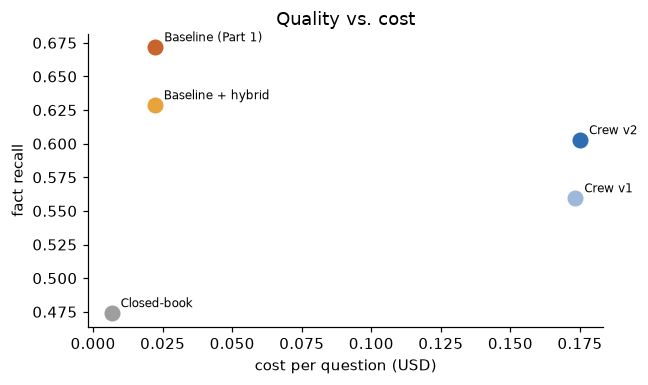 Quality vs. cost
0.675
0.650
0.625
0.600
0.575
0.550
0.525
0.500
0.475
fact recall
Baseline (Part 1)
Baseline + hybrid
Crew v2
Crew v1
Closed-book
0.000 0.025 0.050 0.075 0.100 0.125 0.150 0.175
cost per question (USD)